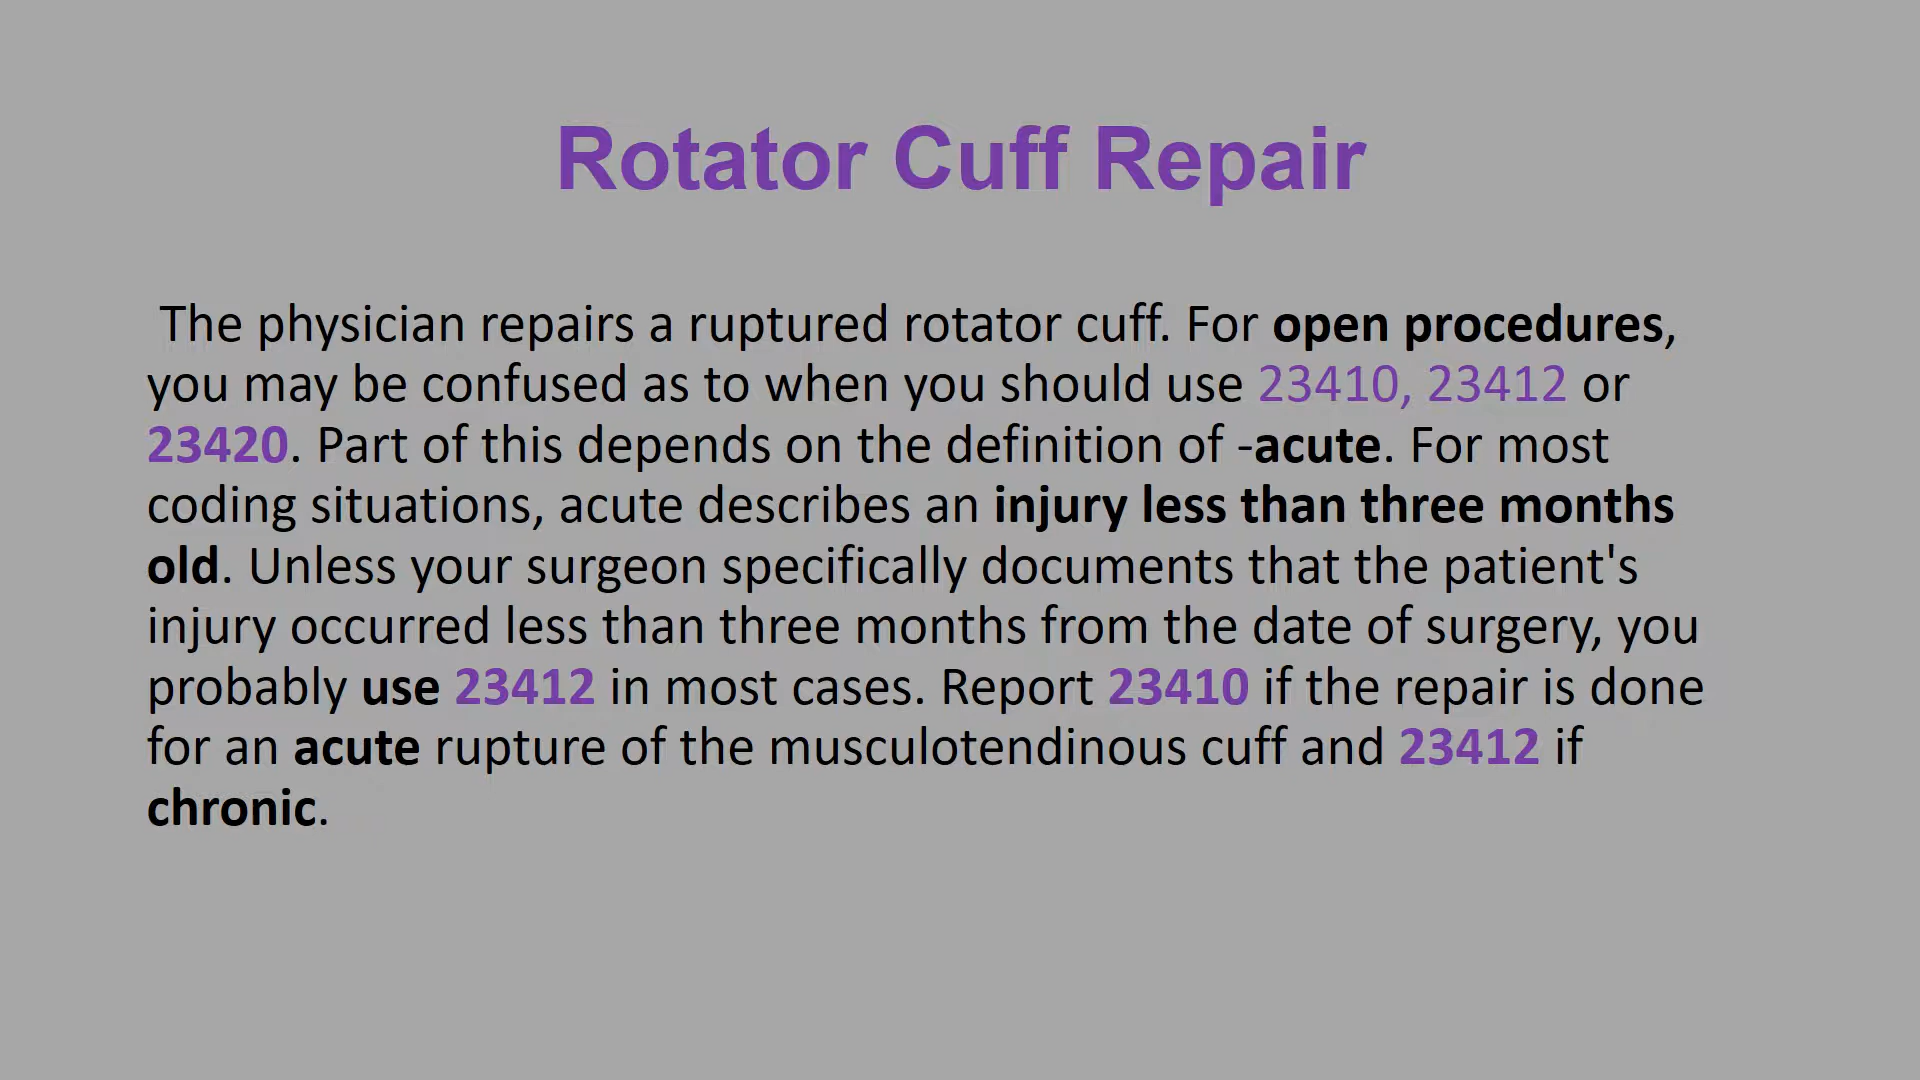 Rotator Cuff Repair
The physician repairs a ruptured rotator cuff. For open procedures,
you may be confused as to when you should use 23410, 23412 or
23420. Part of this depends on the definition of -acute. For most
coding situations, acute describes an injury less than three months
old. Unless your surgeon specifically documents that the patient's
injury occurred less than three months from the date of surgery, you
probably use 23412 in most cases. Report 23410 if the repair is done
for an acute rupture of the musculotendinous cuff and 23412 if
chronic.